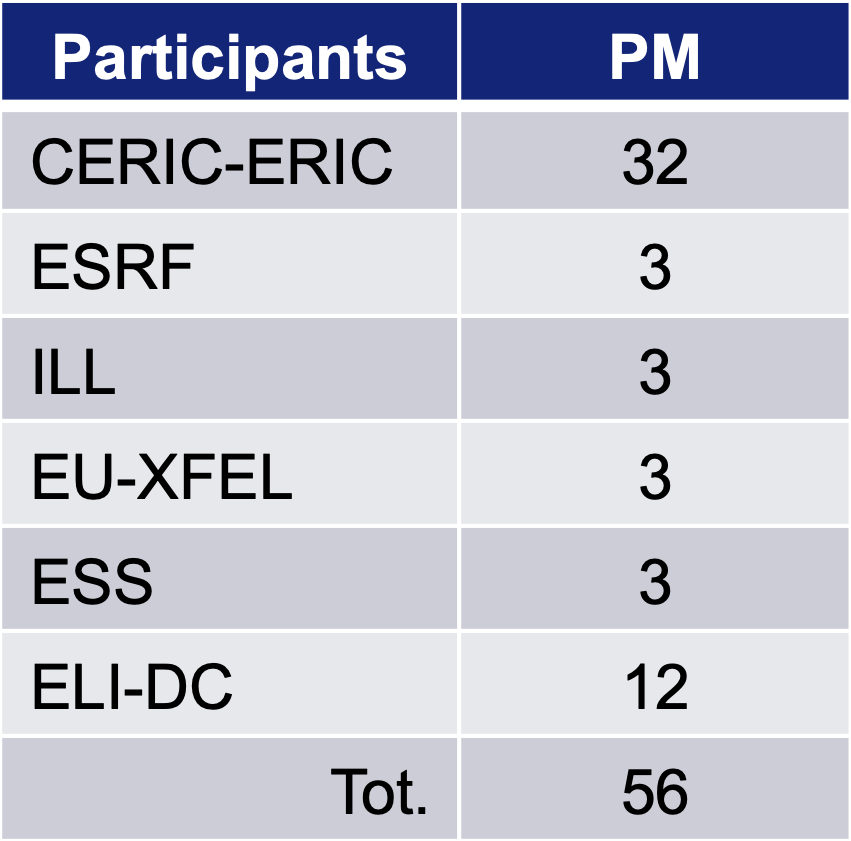 Participants PM
CERIC-ERIC 32
ESRF 3
ILL 3
EU-XFEL 3
ESS 3
ELI-DC 12
Tot. 56